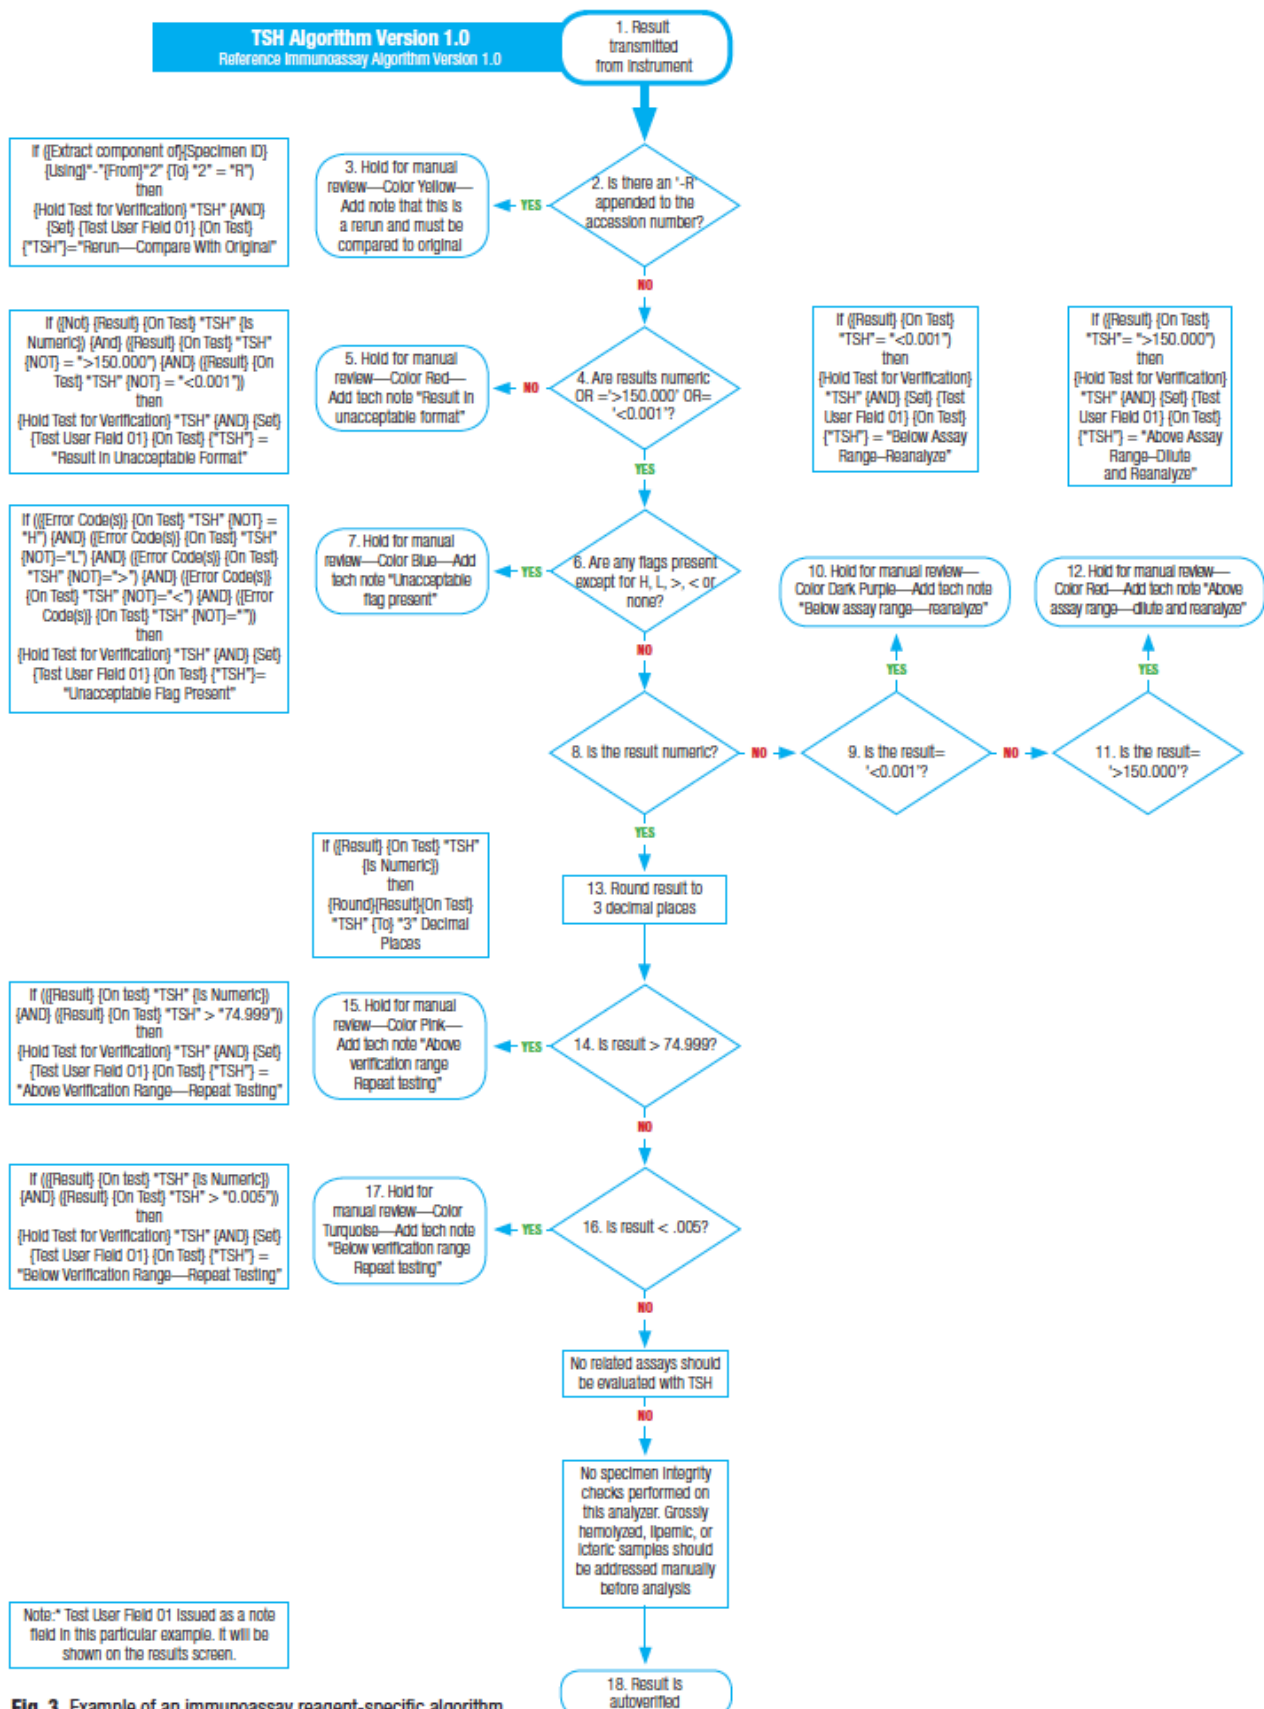 TSH Algorithm Version 1.0
Reference Immunoassay Algorithm Version 1.0
1. Result
transmitted
from Instrument
If ({Extract component of}{Specimen ID}
{Using}"-"{From}"2" {To} "2" = "R")
then
{Hold Test for Verification} "TSH" {AND}
{Set} {Test User Field 01} {On Test}
{"TSH"}="Rerun—Compare With Original"
3. Hold for manual
review—Color Yellow—
Add note that this is
a rerun and must be
compared to original
YES
2. Is there an '-R'
appended to the
accession number?
NO
If ({Not} {Result} {On Test} "TSH" {Is
Numeric}) {And} ({Result} {On Test} "TSH"
{NOT} = ">150.000") {AND} ({Result} {On
Test} "TSH" {NOT} = "<0.001"))
then
{Hold Test for Verification} "TSH" {AND} {Set}
{Test User Field 01} {On Test} {"TSH"} =
"Result In Unacceptable Format"
5. Hold for manual
review—Color Red—
Add tech note "Result In
unacceptable format"
NO
4. Are results numeric
OR ='>150.000' OR=
'<0.001'?
YES
If ({Result} {On Test}
"TSH"= "<0.001")
then
{Hold Test for Verification}
"TSH" {AND} {Set} {Test
User Field 01} {On Test}
{"TSH"} = "Below Assay
Range–Reanalyze"
If ({Result} {On Test}
"TSH"= ">150.000")
then
{Hold Test for Verification}
"TSH" {AND} {Set} {Test
User Field 01} {On Test}
{"TSH"} = "Above Assay
Range–Dilute
and Reanalyze"
If (({Error Code(s)} {On Test} "TSH" {NOT} =
"H") {AND} ({Error Code(s)} {On Test} "TSH"
{NOT}="L") {AND} ({Error Code(s)} {On Test}
"TSH" {NOT}=">") {AND} ({Error Code(s)}
{On Test} "TSH" {NOT}="<") {AND} ({Error
Code(s)} {On Test} "TSH" {NOT}=""))
then
{Hold Test for Verification} "TSH" {AND} {Set}
{Test User Field 01} {On Test} {"TSH"}=
"Unacceptable Flag Present"
7. Hold for manual
review—Color Blue—Add
tech note "Unacceptable
flag present"
YES
6. Are any flags present
except for H, L, >, < or
none?
NO
10. Hold for manual review—
Color Dark Purple—Add tech note
"Below assay range—reanalyze"
YES
12. Hold for manual review—
Color Red—Add tech note "Above
assay range—dilute and reanalyze"
YES
8. Is the result numeric?
NO
9. Is the result=
'<0.001'?
NO
11. Is the result=
'>150.000'?
YES
If ({Result} {On Test} "TSH"
{Is Numeric})
then
{Round}{Result}{On Test}
"TSH" {To} "3" Decimal
Places
13. Round result to
3 decimal places
If (({Result} {On test} "TSH" {Is Numeric})
{AND} ({Result} {On Test} "TSH" > "74.999"))
then
{Hold Test for Verification} "TSH" {AND} {Set}
{Test User Field 01} {On Test} {"TSH"} =
"Above Verification Range—Repeat Testing"
15. Hold for manual
review—Color Pink—
Add tech note "Above
verification range
Repeat testing"
YES
14. Is result > 74.999?
NO
If (({Result} {On test} "TSH" {Is Numeric})
{AND} ({Result} {On Test} "TSH" > "0.005"))
then
{Hold Test for Verification} "TSH" {AND} {Set}
{Test User Field 01} {On Test} {"TSH"} =
"Below Verification Range—Repeat Testing"
17. Hold for
manual review—Color
Turquoise—Add tech note
"Below verification range
Repeat testing"
YES
16. Is result < .005?
NO
No related assays should
be evaluated with TSH
NO
No specimen integrity
checks performed on
this analyzer. Grossly
hemolyzed, lipemic, or
icteric samples should
be addressed manually
before analysis
Note:* Test User Field 01 Issued as a note
field in this particular example. It will be
shown on the results screen.
18. Result is
autoverified
Fig. 3. Example of an immunoassay reagent-specific algorithm